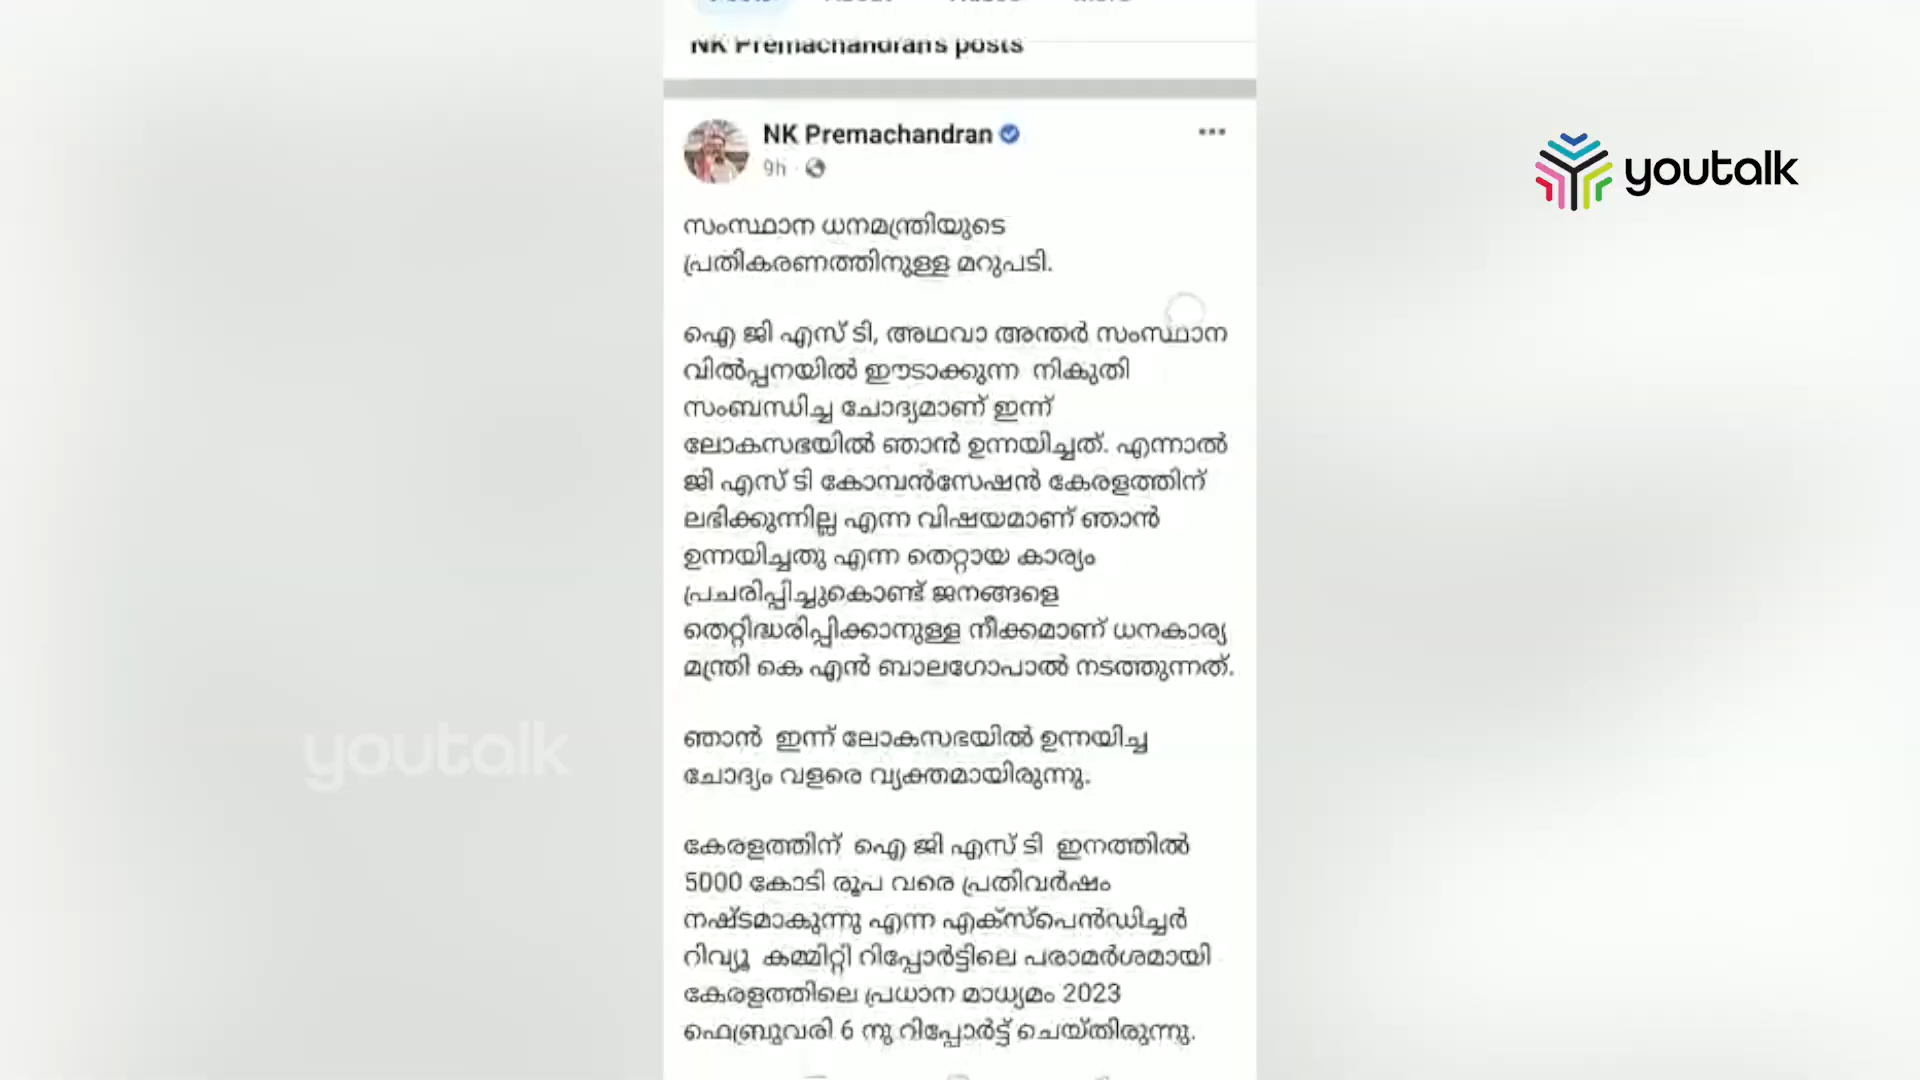 NK Premachandran's posts
NK Premachandran
9h
youtalk
സംസ്ഥാന ധനമന്ത്രിയുടെ
പ്രതികരണത്തിനുള്ള മറുപടി.
ഐ ജി എസ് ടി, അഥവാ അന്തർ സംസ്ഥാന
വിൽപ്പനയിൽ ഈടാക്കുന്ന നികുതി
സംബന്ധിച്ച ചോദ്യമാണ് ഇന്ന്
ലോകസഭയിൽ ഞാൻ ഉന്നയിച്ചത്. എന്നാൽ
ജി എസ് ടി കോമ്പൻസേഷൻ കേരളത്തിന്
ലഭിക്കുന്നില്ല എന്ന വിഷയമാണ് ഞാൻ
ഉന്നയിച്ചതു എന്ന തെറ്റായ കാര്യം
പ്രചരിപ്പിച്ചുകൊണ്ട് ജനങ്ങളെ
തെറ്റിദ്ധരിപ്പിക്കാനുള്ള നീക്കമാണ് ധനകാര്യ
മന്ത്രി കെ എൻ ബാലഗോപാൽ നടത്തുന്നത്.
ഞാൻ ഇന്ന് ലോകസഭയിൽ ഉന്നയിച്ച
ചോദ്യം വളരെ വ്യക്തമായിരുന്നു.
youtalk
കേരളത്തിന് ഐ ജി എസ് ടി ഇനത്തിൽ
5000 കോടി രൂപ വരെ പ്രതിവർഷം
നഷ്ടമാകുന്നു എന്ന എക്സ്പെൻഡിച്ചർ
റിവ്യൂ കമ്മിറ്റി റിപ്പോർട്ടിലെ പരാമർശമായി
കേരളത്തിലെ പ്രധാന മാധ്യമം 2023
ഫെബ്രുവരി 6 നു റിപ്പോർട്ട് ചെയ്തിരുന്നു.